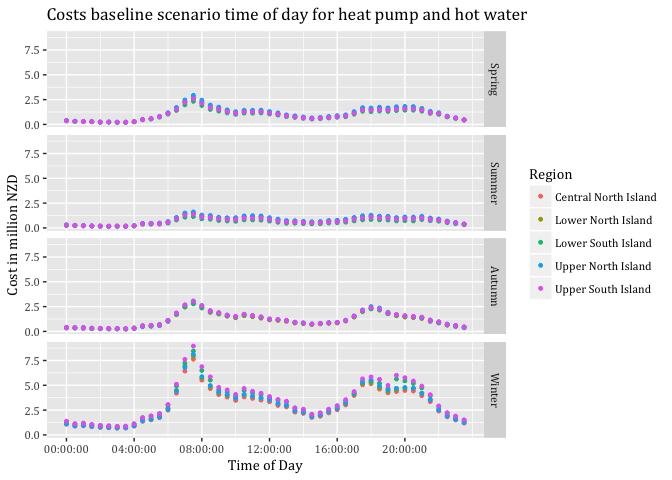 Costs baseline scenario time of day for heat pump and hot water
Cost in million NZD
7.5
5.0
2.5
0.0
Spring
7.5
5.0
2.5
0.0
Summer
7.5
5.0
2.5
0.0
Autumn
7.5
5.0
2.5
0.0
Winter
00:00:00 04:00:00 08:00:00 12:00:00 16:00:00 20:00:00
Time of Day
Region
Central North Island
Lower North Island
Lower South Island
Upper North Island
Upper South Island